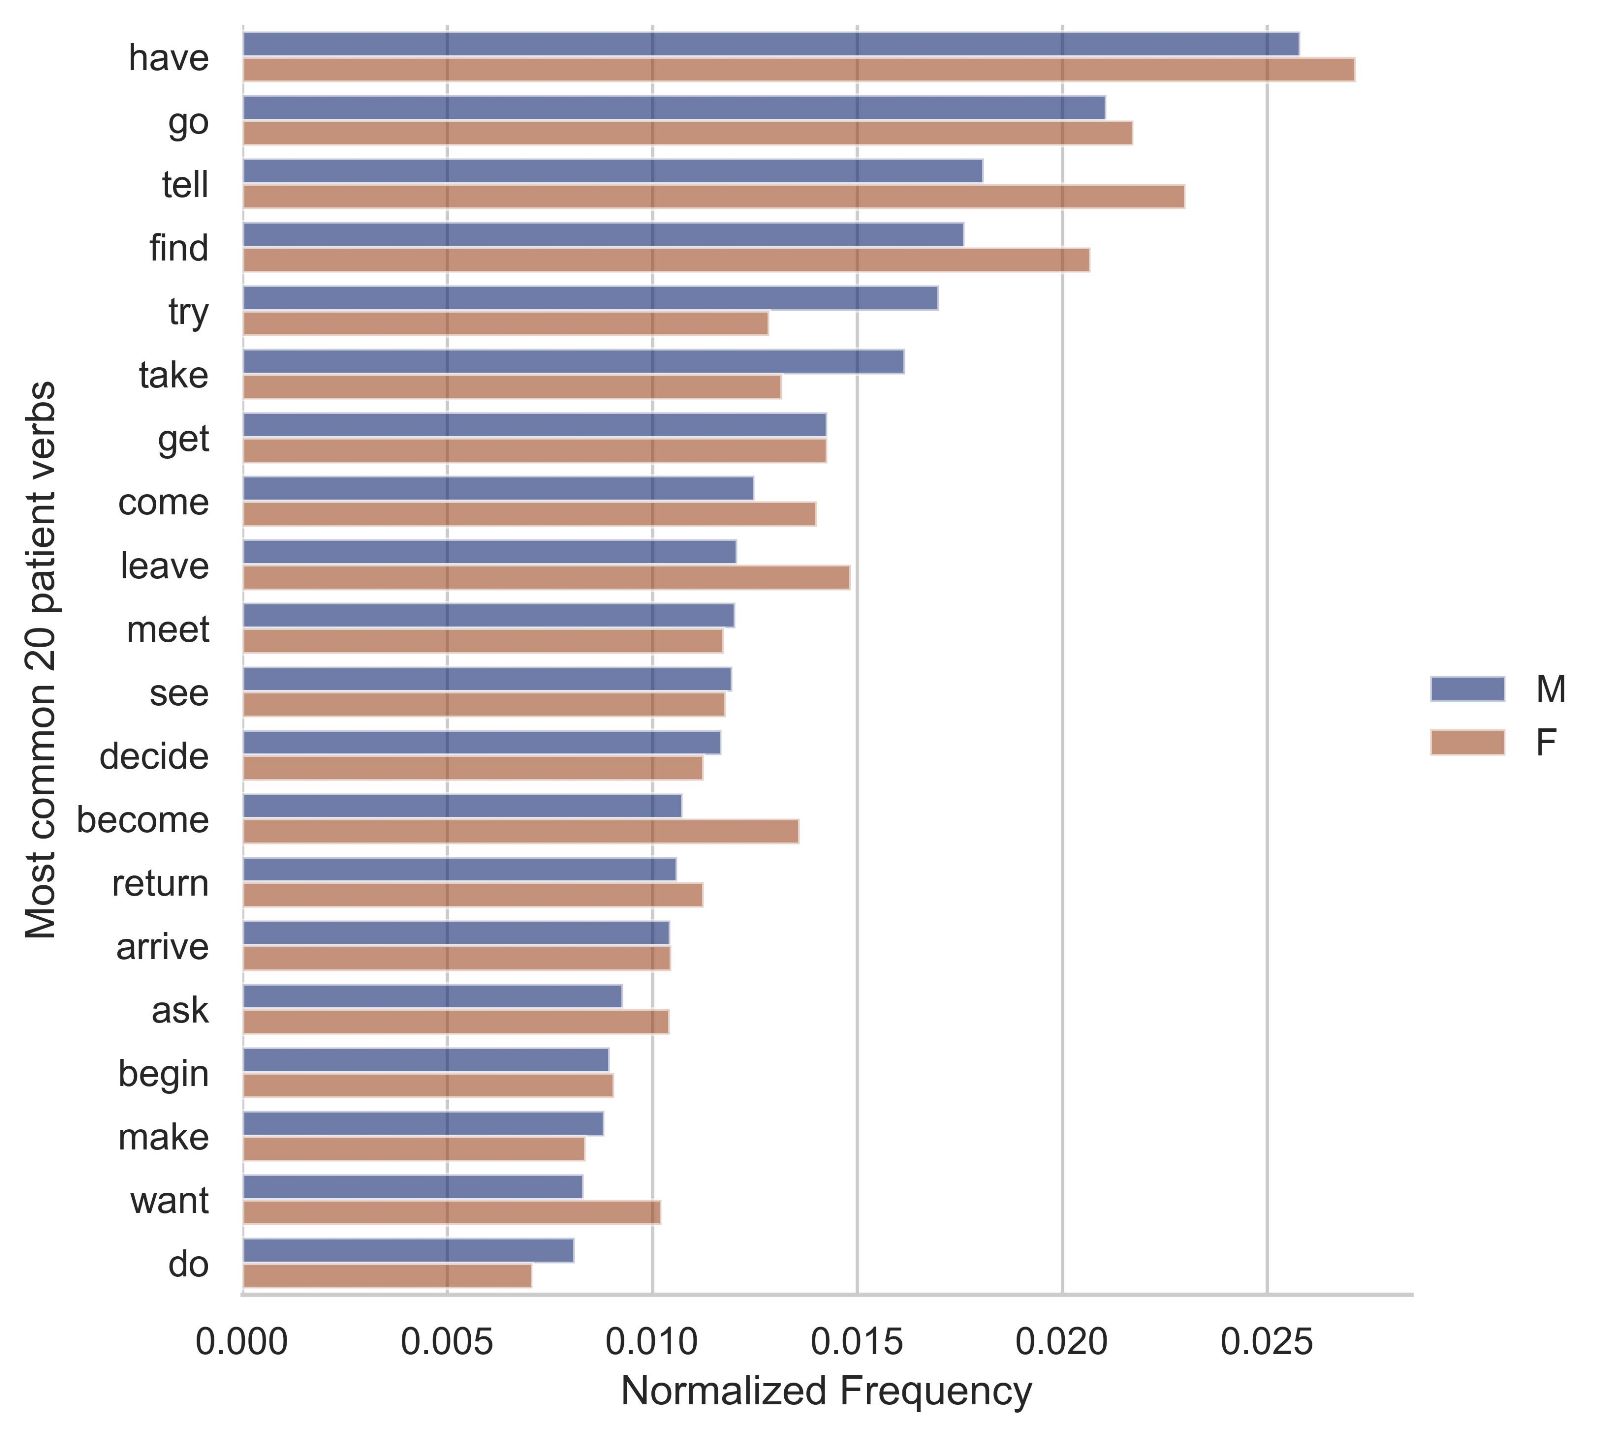 have
go
tell
find
try
take
get
come
leave
meet
see
decide
become
return
arrive
ask
begin
make
want
do
Most common 20 patient verbs
M
F
0.000 0.005 0.010 0.015 0.020 0.025
Normalized Frequency